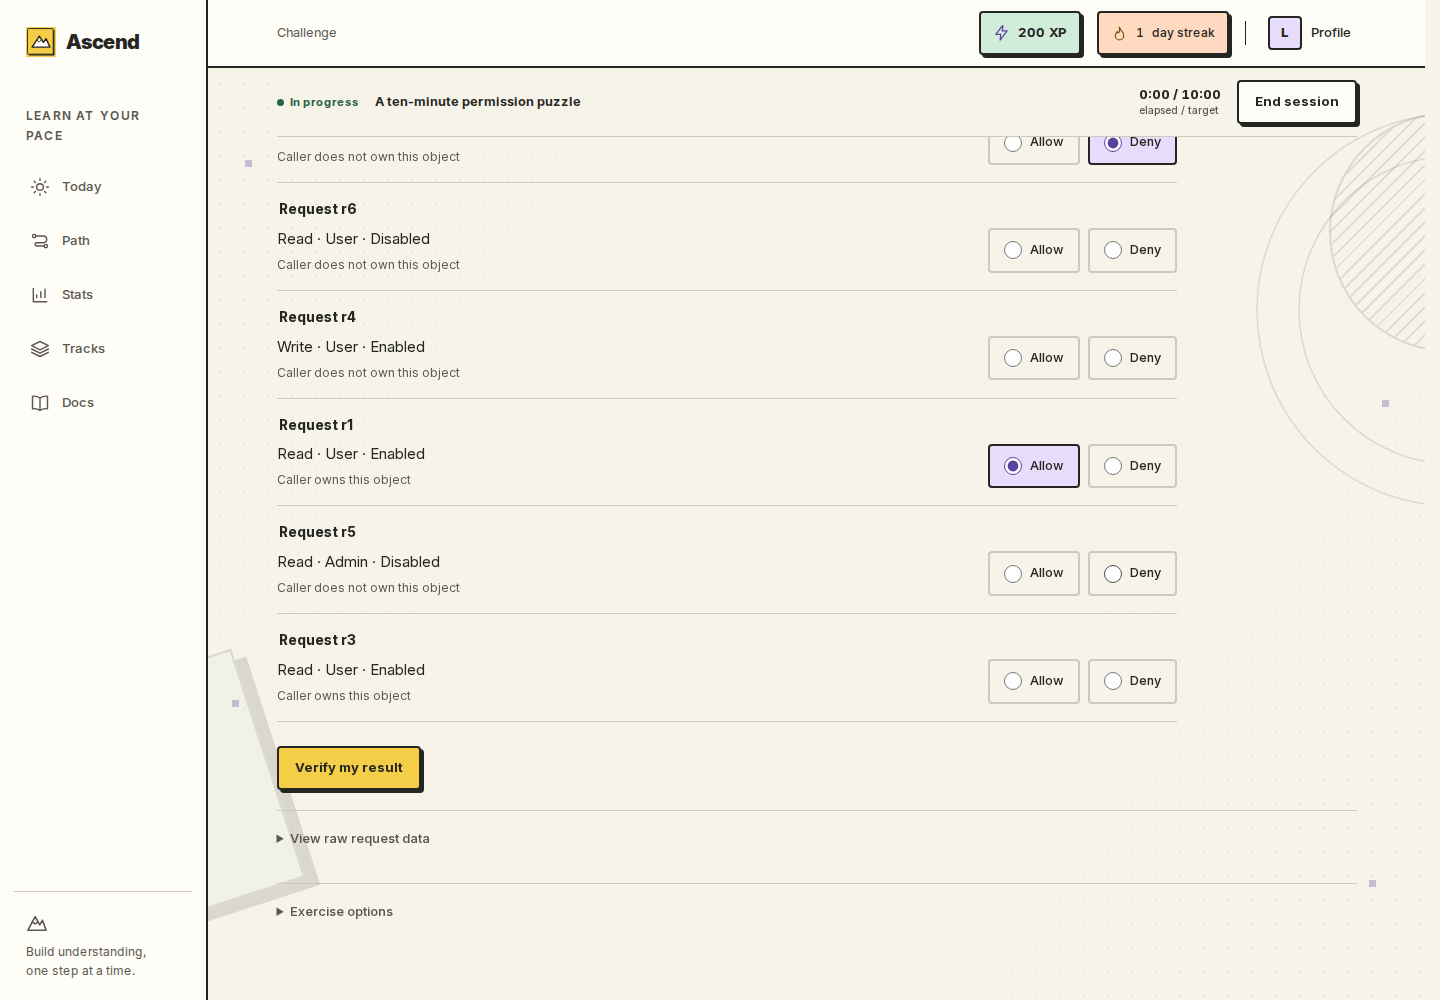 Ascend
LEARN AT YOUR
PACE
Today
Path
Stats
Tracks
Docs
Build understanding,
one step at a time.
Challenge
200 XP
1 day streak
L
Profile
In progress
A ten-minute permission puzzle
0:00 / 10:00
elapsed / target
End session
Caller does not own this object
Allow
Deny
Request r6
Read · User · Disabled
Caller does not own this object
Allow
Deny
Request r4
Write · User · Enabled
Caller does not own this object
Allow
Deny
Request r1
Read · User · Enabled
Caller owns this object
Allow
Deny
Request r5
Read · Admin · Disabled
Caller does not own this object
Allow
Deny
Request r3
Read · User · Enabled
Caller owns this object
Allow
Deny
Verify my result
View raw request data
Exercise options